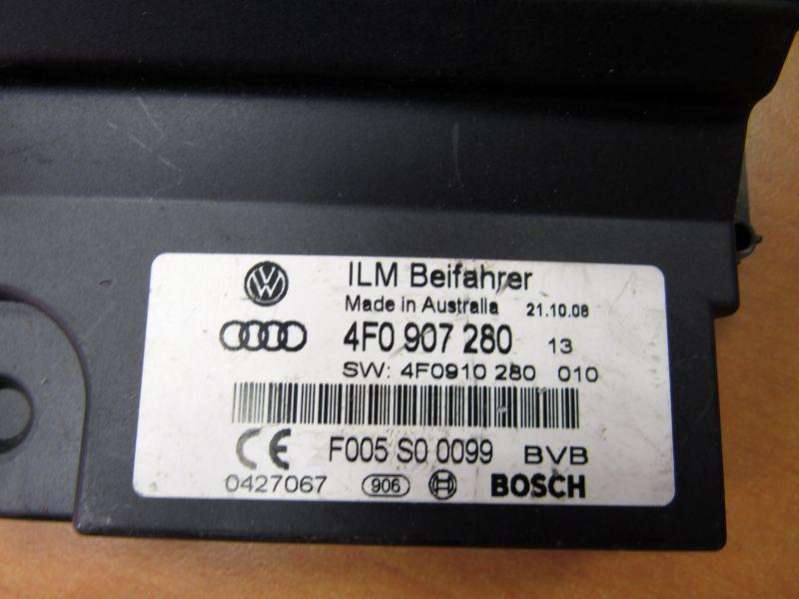 ILM Beifahrer
Made in Australia 21.10.08
4F0 907 280 13
SW: 4F0910 280 010
CE F005 S0 0099 BVB
0427067 906 BOSCH